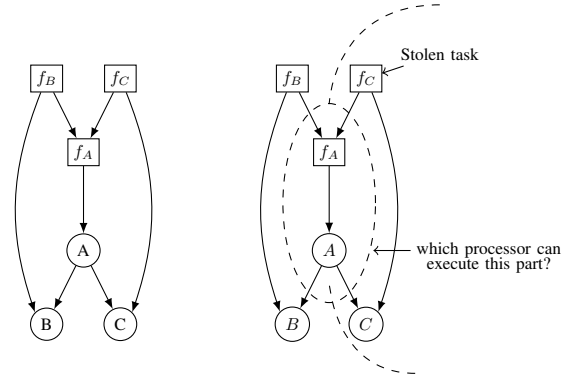 f_B f_C f_B f_C Stolen task
f_A f_A
A A
which processor can
execute this part?
B C B C